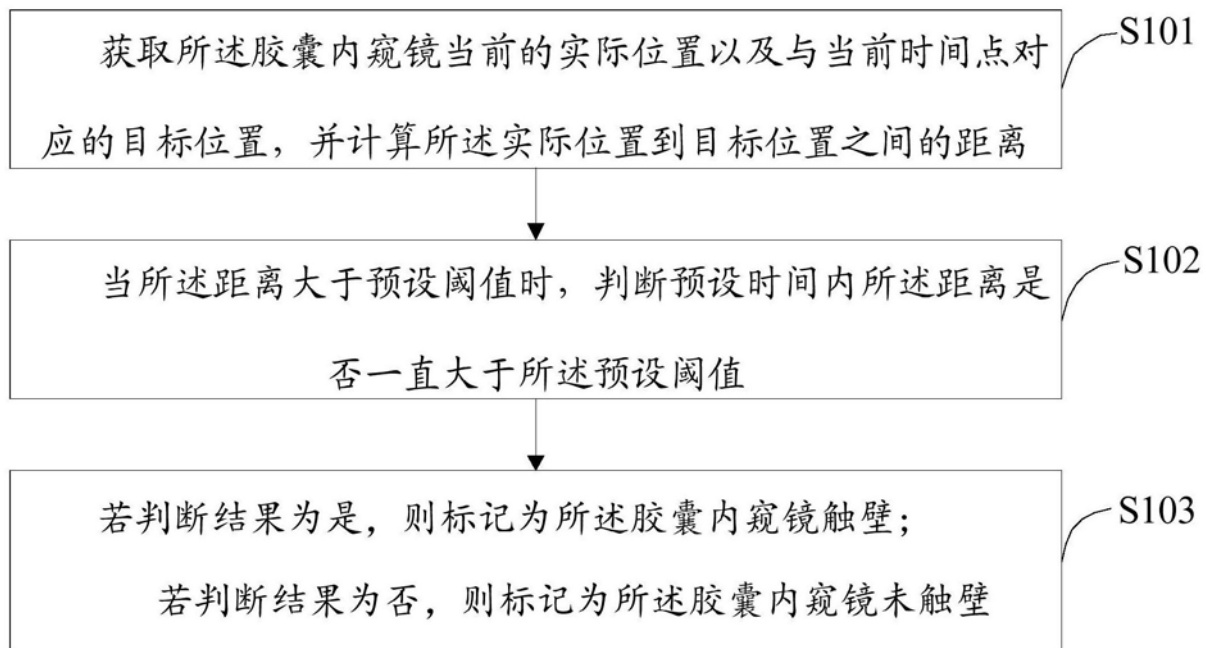 获取所述胶囊内窥镜当前的实际位置以及与当前时间点对
应的目标位置，并计算所述实际位置到目标位置之间的距离
S101
当所述距离大于预设阈值时，判断预设时间内所述距离是
否一直大于所述预设阈值
S102
若判断结果为是，则标记为所述胶囊内窥镜触壁；
若判断结果为否，则标记为所述胶囊内窥镜未触壁
S103